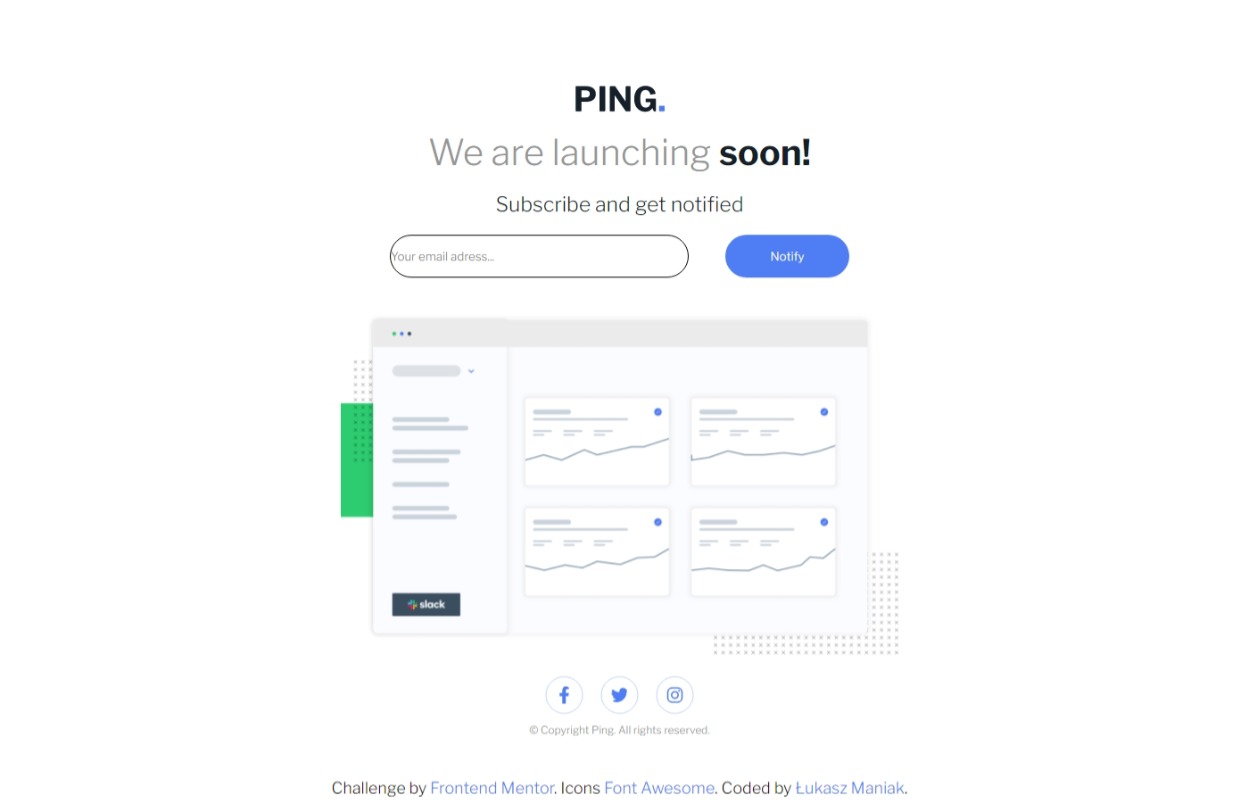 PING.
We are launching soon!
Subscribe and get notified
Your email adress...
Notify
slack
© Copyright Ping. All rights reserved.
Challenge by Frontend Mentor. Icons Font Awesome. Coded by Łukasz Maniak.